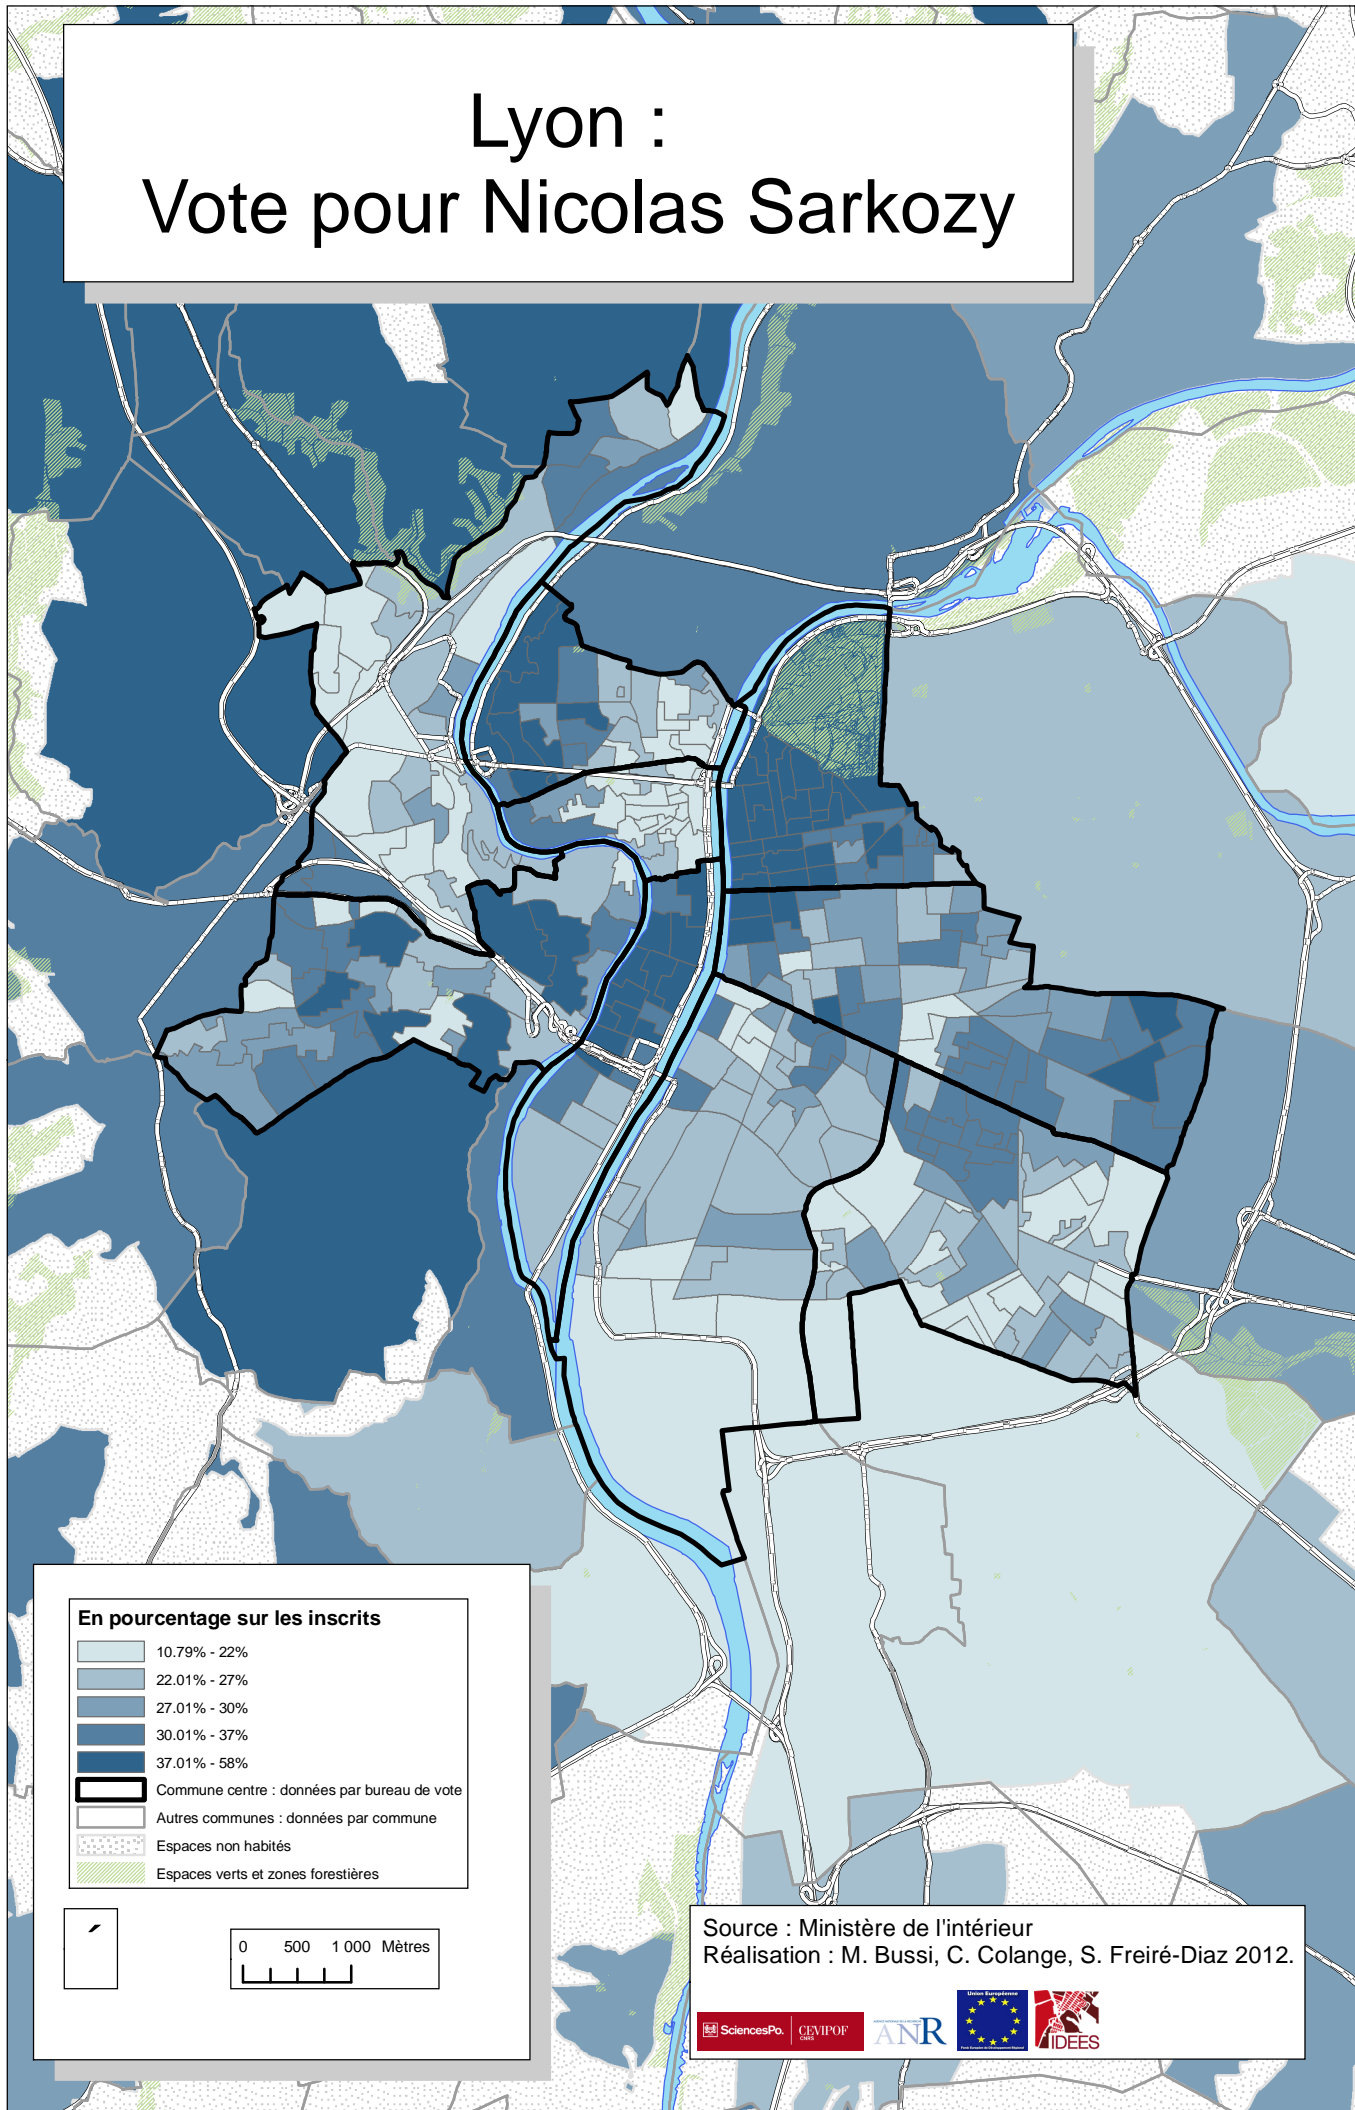 Lyon :
Vote pour Nicolas Sarkozy
En pourcentage sur les inscrits
10.79% - 22%
22.01% - 27%
27.01% - 30%
30.01% - 37%
37.01% - 58%
Commune centre : données par bureau de vote
Autres communes : données par commune
Espaces non habités
Espaces verts et zones forestières
0 500 1 000 Mètres
Source : Ministère de l'intérieur
Réalisation : M. Bussi, C. Colange, S. Freiré-Diaz 2012.
SciencesPo.
CEVIPOF
CNRS
ANR
Union Européenne
IDEES